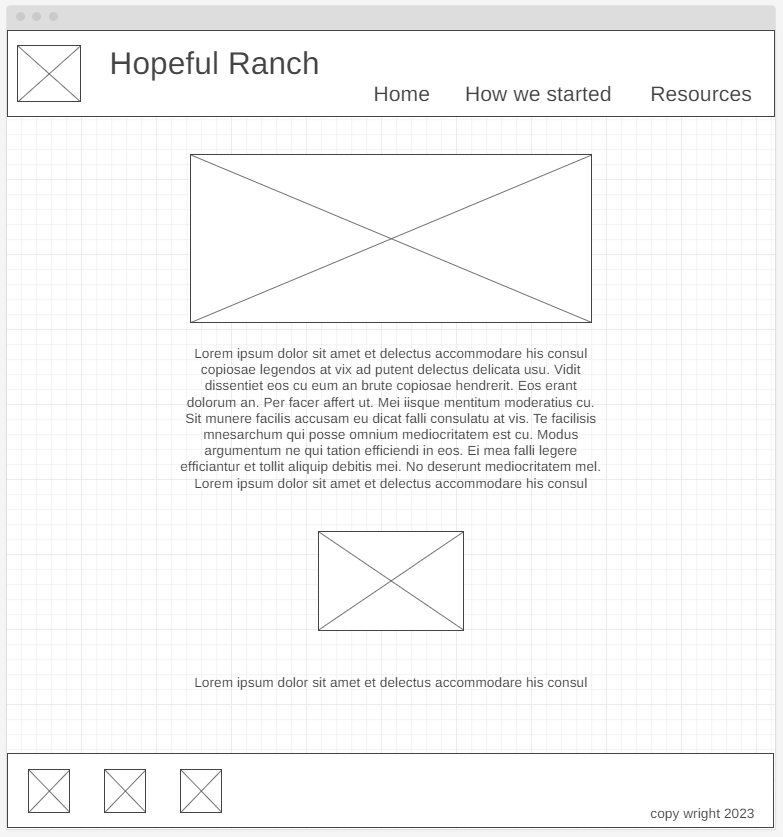 Hopeful Ranch
Home How we started Resources
Lorem ipsum dolor sit amet et delectus accommodare his consul
copiosae legendos at vix ad putent delectus delicata usu. Vidit
dissentiet eos cu eum an brute copiosae hendrerit. Eos erant
dolorum an. Per facer affert ut. Mei iisque mentitum moderatius cu.
Sit munere facilis accusam eu dicat falli consulatu at vis. Te facilisis
mnesarchum qui posse omnium mediocritatem est cu. Modus
argumentum ne qui tation efficiendi in eos. Ei mea falli legere
efficiantur et tollit aliquip debitis mei. No deserunt mediocritatem mel.
Lorem ipsum dolor sit amet et delectus accommodare his consul
Lorem ipsum dolor sit amet et delectus accommodare his consul
copy wright 2023